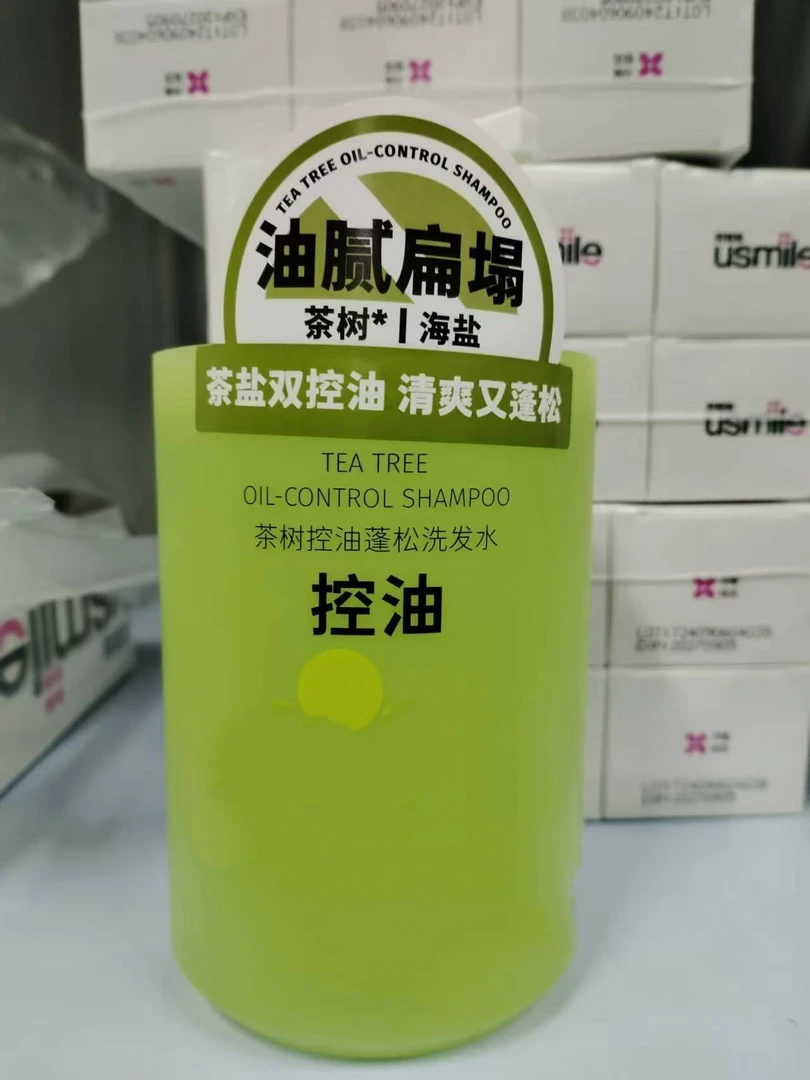 TEA TREE OIL-CONTROL SHAMPOO
油腻扁塌
茶树*|海盐
茶盐双控油 清爽又蓬松
TEA TREE
OIL-CONTROL SHAMPOO
茶树控油蓬松洗发水
控油
usmile
usmile
usmile